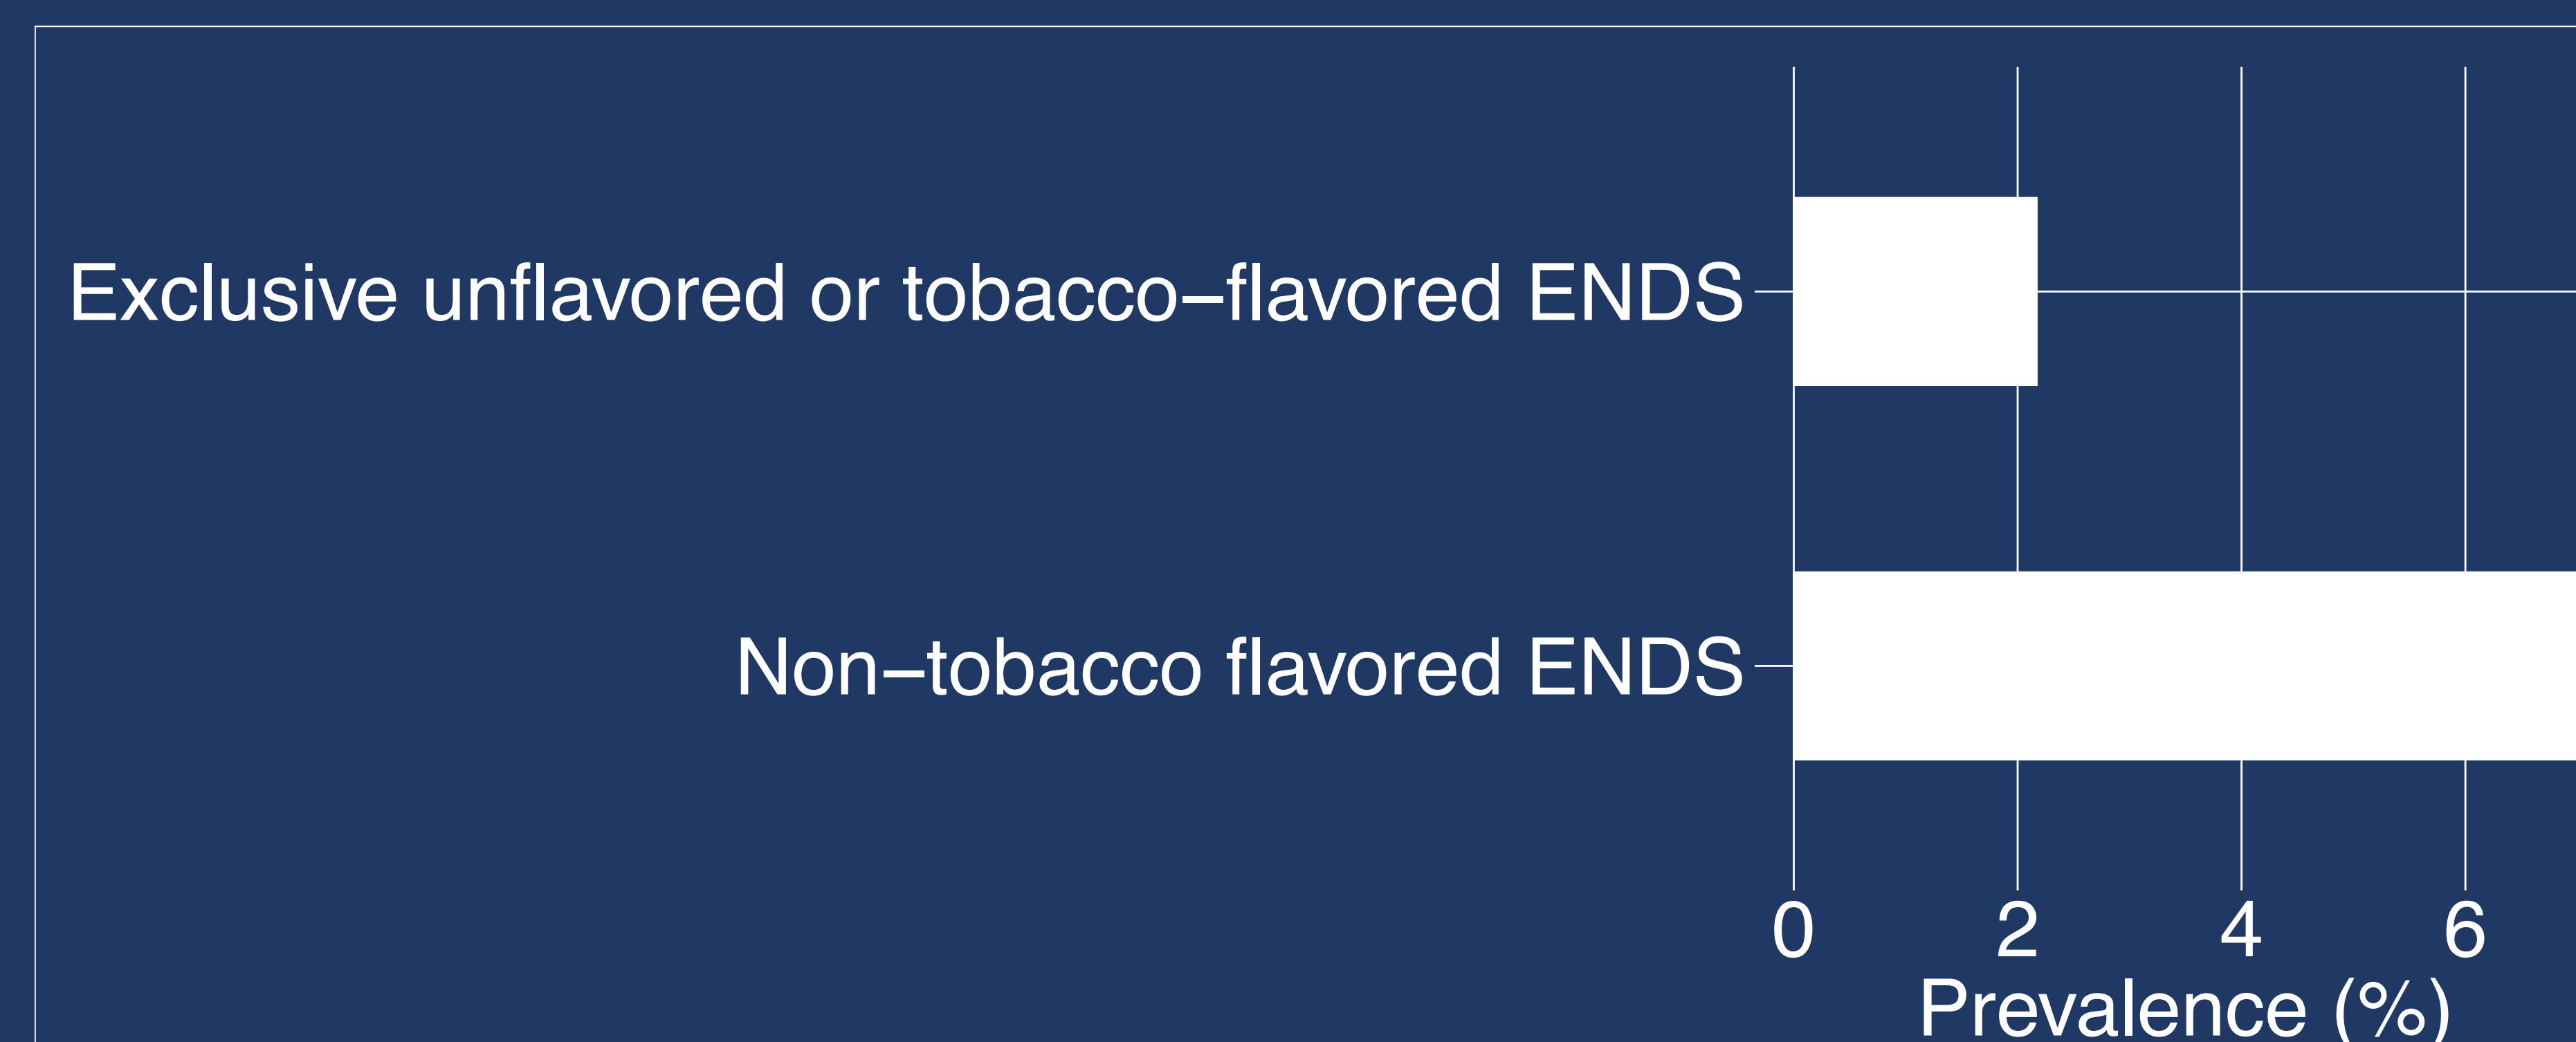 Exclusive unflavored or tobacco–flavored ENDS
Non–tobacco flavored ENDS
0 2 4 6
Prevalence (%)